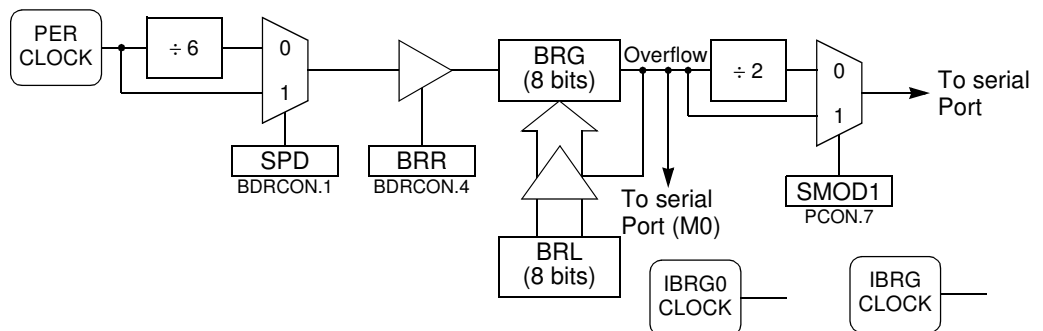 PER
CLOCK
÷ 6
0
1
SPD
BDRCON.1
BRR
BDRCON.4
BRG
(8 bits)
Overflow
÷ 2
0
1
To serial
Port
SMOD1
PCON.7
To serial
Port (M0)
BRL
(8 bits)
IBRG0
CLOCK
IBRG
CLOCK